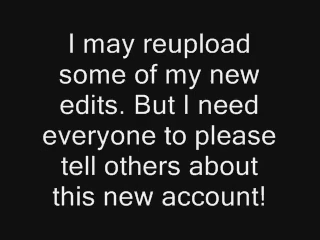 I may reupload
some of my new
edits. But I need
everyone to please
tell others about
this new account!